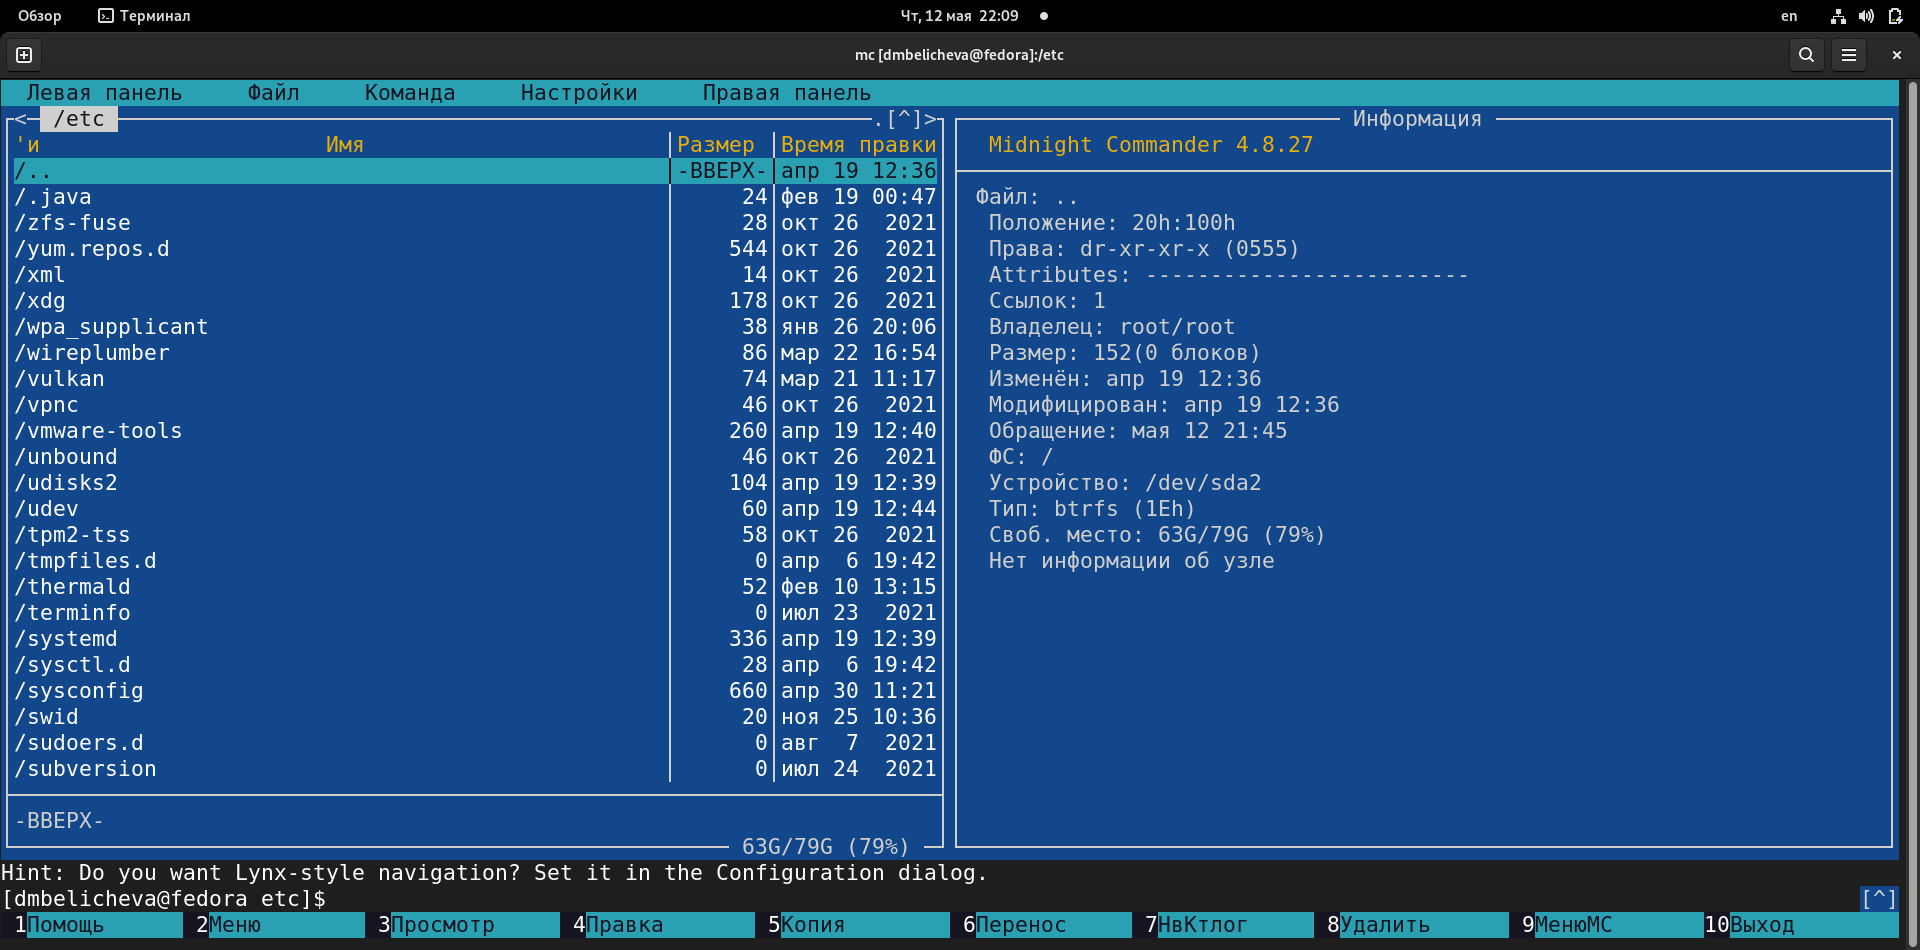 Обзор Терминал Чт, 12 мая 22:09 en
mc [dmbelicheva@fedora]:/etc
Левая панель Файл Команда Настройки Правая панель
<- /etc .[^]>
'и Имя Размер Время правки
/.. -ВВЕРХ- апр 19 12:36
/.java 24 фев 19 00:47
/zfs-fuse 28 окт 26 2021
/yum.repos.d 544 окт 26 2021
/xml 14 окт 26 2021
/xdg 178 окт 26 2021
/wpa_supplicant 38 янв 26 20:06
/wireplumber 86 мар 22 16:54
/vulkan 74 мар 21 11:17
/vpnc 46 окт 26 2021
/vmware-tools 260 апр 19 12:40
/unbound 46 окт 26 2021
/udisks2 104 апр 19 12:39
/udev 60 апр 19 12:44
/tpm2-tss 58 окт 26 2021
/tmpfiles.d 0 апр 6 19:42
/thermald 52 фев 10 13:15
/terminfo 0 июл 23 2021
/systemd 336 апр 19 12:39
/sysctl.d 28 апр 6 19:42
/sysconfig 660 апр 30 11:21
/swid 20 ноя 25 10:36
/sudoers.d 0 авг 7 2021
/subversion 0 июл 24 2021
-ВВЕРХ-
63G/79G (79%)
Информация
Midnight Commander 4.8.27
Файл: ..
Положение: 20h:100h
Права: dr-xr-xr-x (0555)
Attributes: -------------------------
Ссылок: 1
Владелец: root/root
Размер: 152(0 блоков)
Изменён: апр 19 12:36
Модифицирован: апр 19 12:36
Обращение: мая 12 21:45
ФС: /
Устройство: /dev/sda2
Тип: btrfs (1Eh)
Своб. место: 63G/79G (79%)
Нет информации об узле
Hint: Do you want Lynx-style navigation? Set it in the Configuration dialog.
[dmbelicheva@fedora etc]$ [^]
1Помощь 2Меню 3Просмотр 4Правка 5Копия 6Перенос 7НвКтлог 8Удалить 9МенюМС 10Выход